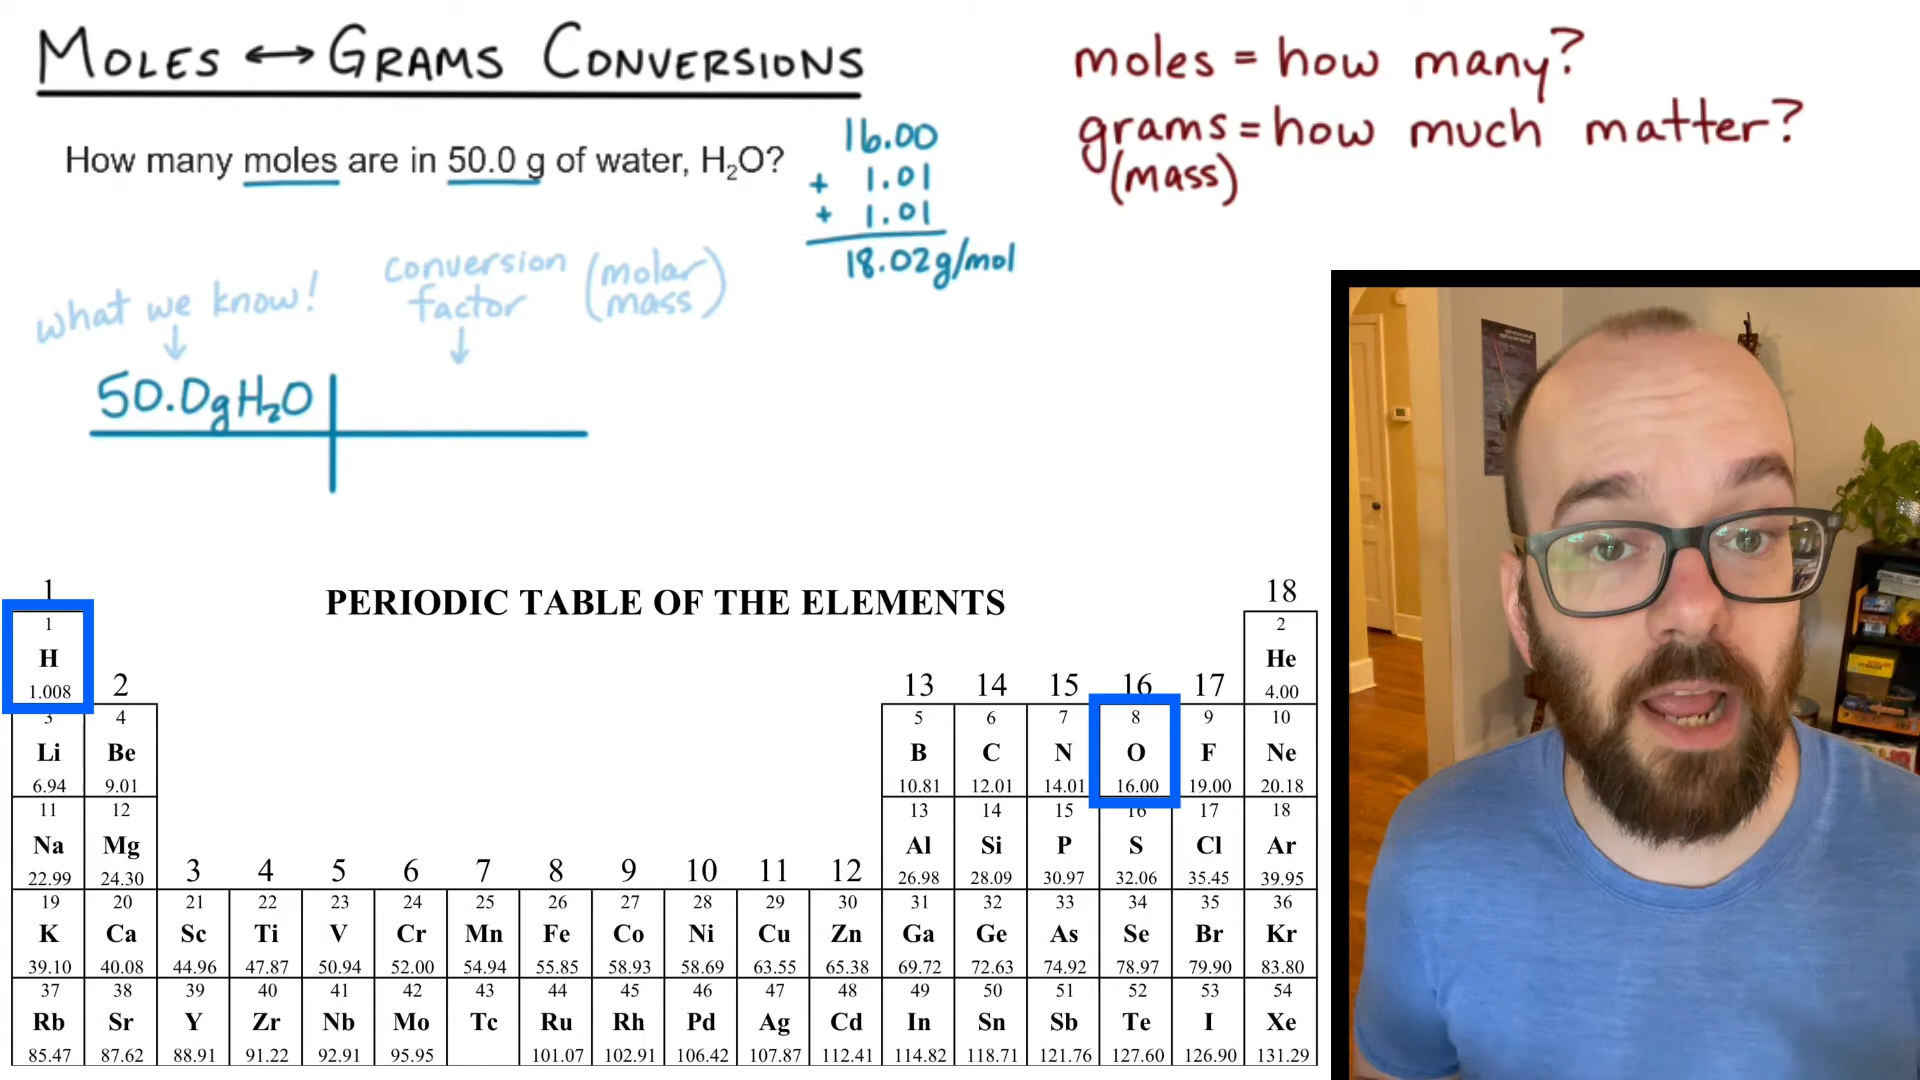 MOLES ↔ GRAMS CONVERSIONS
moles = how many?
grams = how much matter?
(mass)
How many moles are in 50.0 g of water, H₂O?
16.00
+ 1.01
+ 1.01
18.02g/mol
what we know!
conversion factor (molar mass)
50.0g H₂O
PERIODIC TABLE OF THE ELEMENTS
1 18
1 2
H He
1.008 2 13 14 15 16 17 4.00
3 4 5 6 7 8 9 10
Li Be B C N O F Ne
6.94 9.01 10.81 12.01 14.01 16.00 19.00 20.18
11 12 13 14 15 16 17 18
Na Mg Al Si P S Cl Ar
22.99 24.30 3 4 5 6 7 8 9 10 11 12 26.98 28.09 30.97 32.06 35.45 39.95
19 20 21 22 23 24 25 26 27 28 29 30 31 32 33 34 35 36
K Ca Sc Ti V Cr Mn Fe Co Ni Cu Zn Ga Ge As Se Br Kr
39.10 40.08 44.96 47.87 50.94 52.00 54.94 55.85 58.93 58.69 63.55 65.38 69.72 72.63 74.92 78.97 79.90 83.80
37 38 39 40 41 42 43 44 45 46 47 48 49 50 51 52 53 54
Rb Sr Y Zr Nb Mo Tc Ru Rh Pd Ag Cd In Sn Sb Te I Xe
85.47 87.62 88.91 91.22 92.91 95.95 101.07 102.91 106.42 107.87 112.41 114.82 118.71 121.76 127.60 126.90 131.29